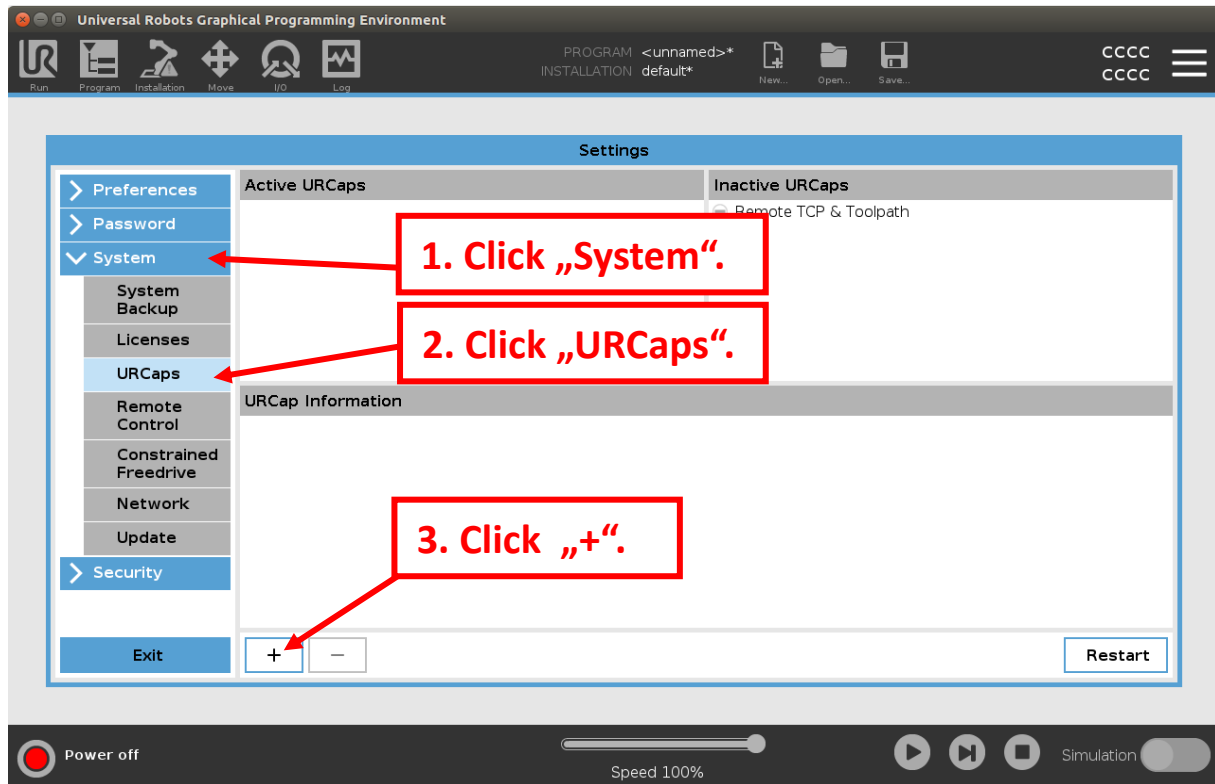 Universal Robots Graphical Programming Environment
PROGRAM <unnamed>*
INSTALLATION default*
CCCC
CCCC
Run Program Installation Move I/O Log New... Open... Save...
Settings
Preferences
Password
System
System
Backup
Licenses
URCaps
Remote
Control
Constrained
Freedrive
Network
Update
Security
Exit
Active URCaps
Inactive URCaps
Remote TCP & Toolpath
1. Click „System“.
2. Click „URCaps“.
URCap Information
3. Click „+“.
+ −
Restart
Power off
Speed 100%
Simulation